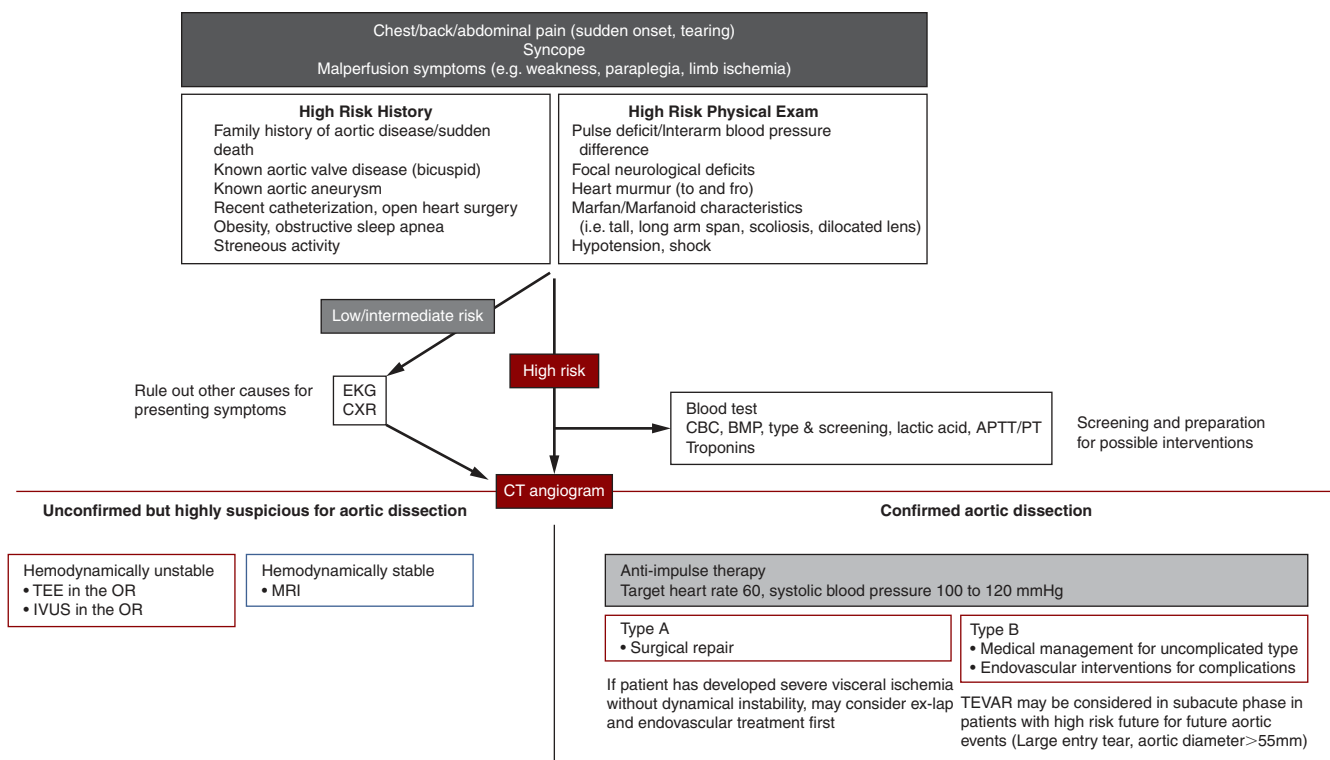 Chest/back/abdominal pain (sudden onset, tearing)
Syncope
Malperfusion symptoms (e.g. weakness, paraplegia, limb ischemia)
High Risk History
Family history of aortic disease/sudden
death
Known aortic valve disease (bicuspid)
Known aortic aneurysm
Recent catheterization, open heart surgery
Obesity, obstructive sleep apnea
Streneous activity
High Risk Physical Exam
Pulse deficit/Interarm blood pressure
difference
Focal neurological deficits
Heart murmur (to and fro)
Marfan/Marfanoid characteristics
(i.e. tall, long arm span, scoliosis, dilocated lens)
Hypotension, shock
Low/intermediate risk
High risk
Rule out other causes for
presenting symptoms
EKG
CXR
Blood test
CBC, BMP, type & screening, lactic acid, APTT/PT
Troponins
Screening and preparation
for possible interventions
CT angiogram
Unconfirmed but highly suspicious for aortic dissection
Confirmed aortic dissection
Hemodynamically unstable
• TEE in the OR
• IVUS in the OR
Hemodynamically stable
• MRI
Anti-impulse therapy
Target heart rate 60, systolic blood pressure 100 to 120 mmHg
Type A
• Surgical repair
If patient has developed severe visceral ischemia
without dynamical instability, may consider ex-lap
and endovascular treatment first
Type B
• Medical management for uncomplicated type
• Endovascular interventions for complications
TEVAR may be considered in subacute phase in
patients with high risk future for future aortic
events (Large entry tear, aortic diameter>55mm)